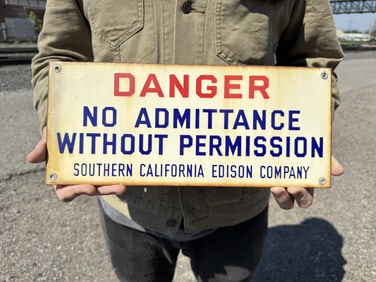 DANGER
NO ADMITTANCE
WITHOUT PERMISSION
SOUTHERN CALIFORNIA EDISON COMPANY